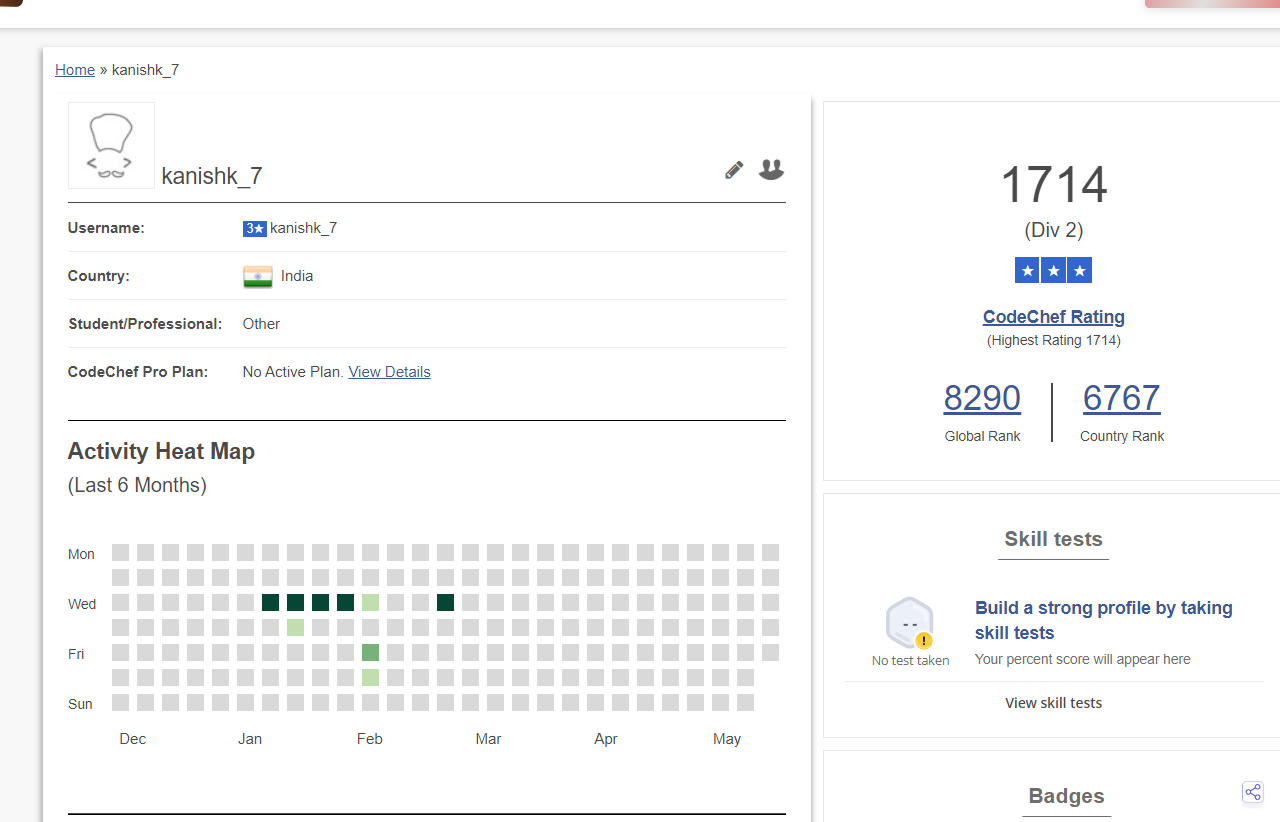 Home » kanishk_7
kanishk_7
Username: 3★ kanishk_7
Country: India
Student/Professional: Other
CodeChef Pro Plan: No Active Plan. View Details
Activity Heat Map
(Last 6 Months)
Mon
Wed
Fri
Sun
Dec Jan Feb Mar Apr May
1714
(Div 2)
★ ★ ★
CodeChef Rating
(Highest Rating 1714)
8290 6767
Global Rank Country Rank
Skill tests
- -
!
No test taken
Build a strong profile by taking
skill tests
Your percent score will appear here
View skill tests
Badges